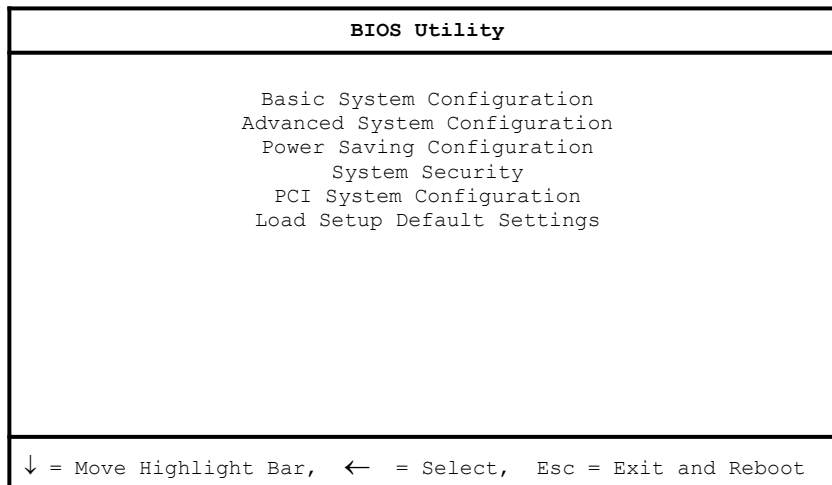 BIOS Utility
Basic System Configuration
Advanced System Configuration
Power Saving Configuration
System Security
PCI System Configuration
Load Setup Default Settings
↓ = Move Highlight Bar, ← = Select, Esc = Exit and Reboot